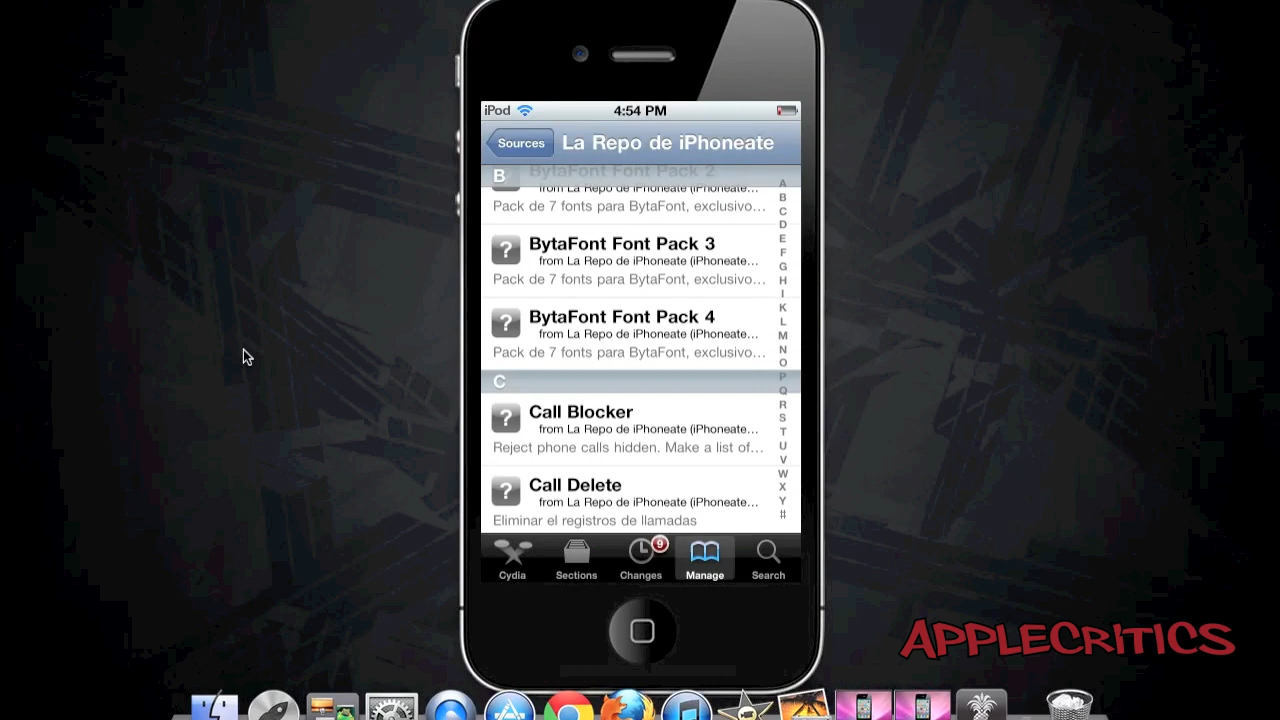 iPod 4:54 PM
Sources La Repo de iPhoneate
B
BytaFont Font Pack 2
from La Repo de iPhoneate (iPhoneate...
Pack de 7 fonts para BytaFont, exclusivo...
BytaFont Font Pack 3
from La Repo de iPhoneate (iPhoneate...
Pack de 7 fonts para BytaFont, exclusivo...
BytaFont Font Pack 4
from La Repo de iPhoneate (iPhoneate...
Pack de 7 fonts para BytaFont, exclusivo...
C
? Call Blocker
from La Repo de iPhoneate (iPhoneate...
Reject phone calls hidden. Make a list of...
Call Delete
from La Repo de iPhoneate (iPhoneate...
Eliminar el registros de llamadas
A
B
C
D
E
F
G
H
I
K
L
M
N
O
P
Q
R
S
T
U
V
W
X
Y
#
9
Cydia Sections Changes Manage Search
APPLECRITICS